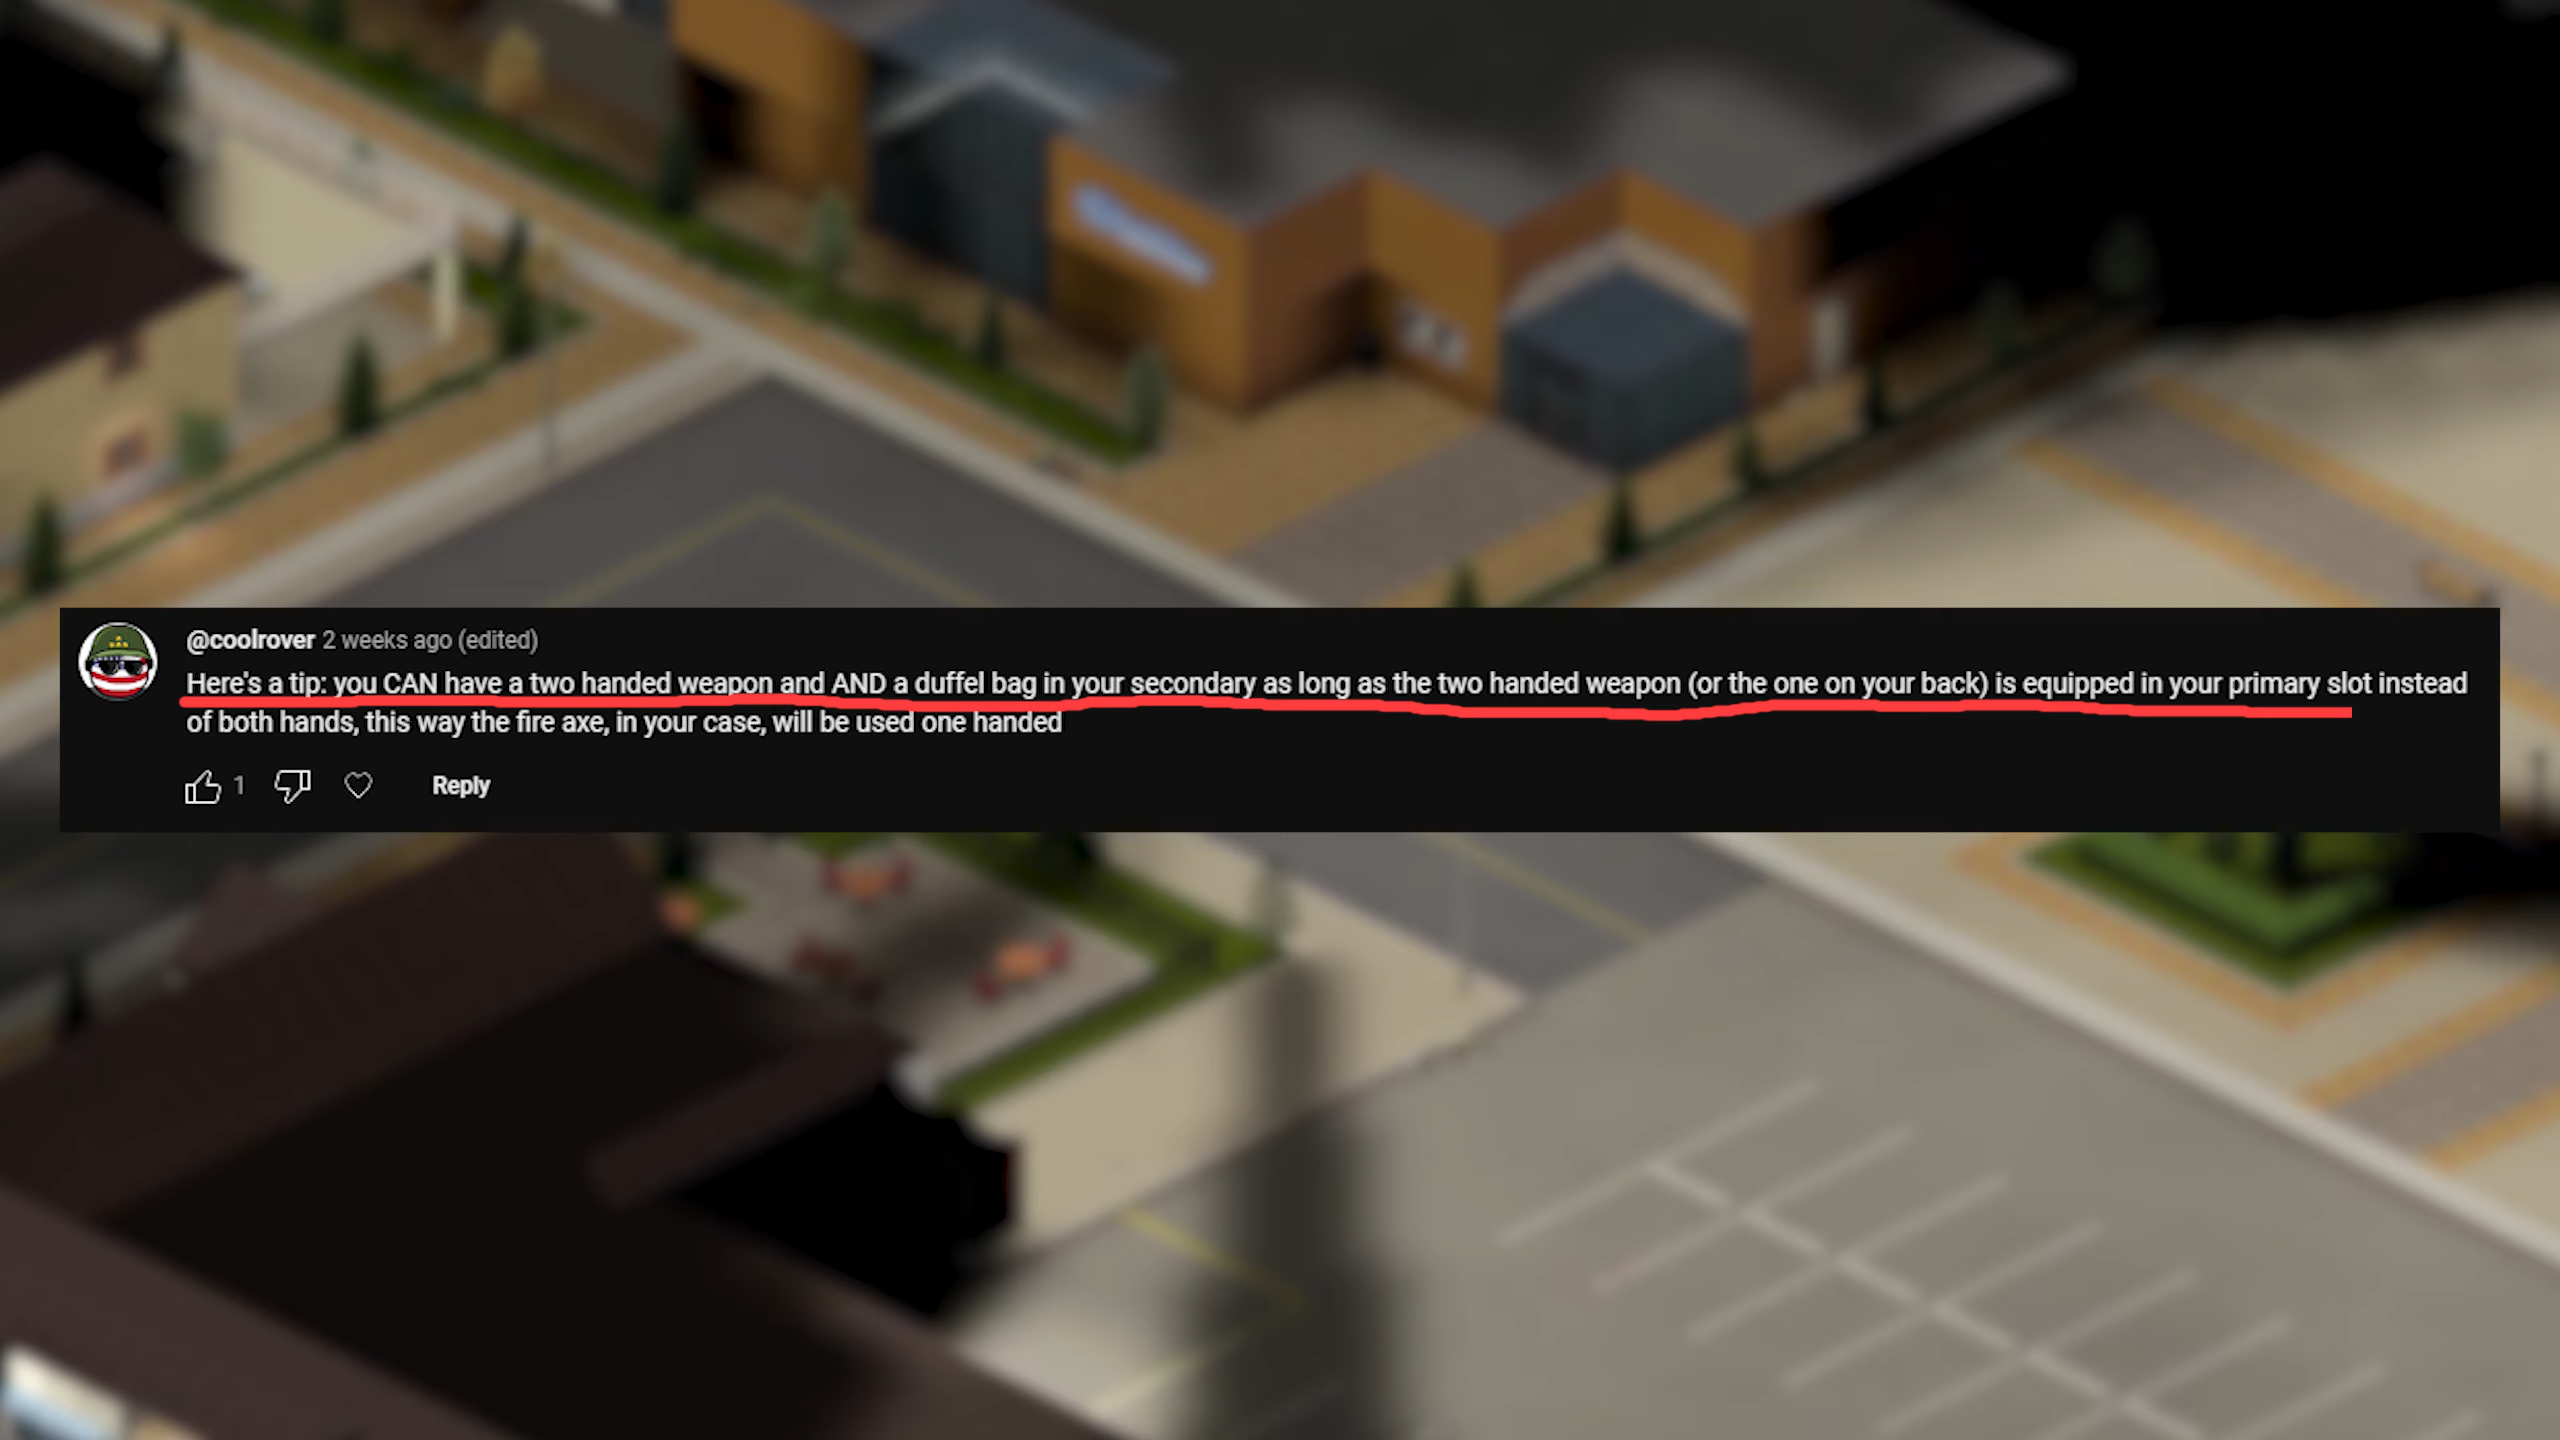 @coolrover 2 weeks ago (edited)
Here's a tip: you CAN have a two handed weapon and AND a duffel bag in your secondary as long as the two handed weapon (or the one on your back) is equipped in your primary slot instead
of both hands, this way the fire axe, in your case, will be used one handed
1 Reply